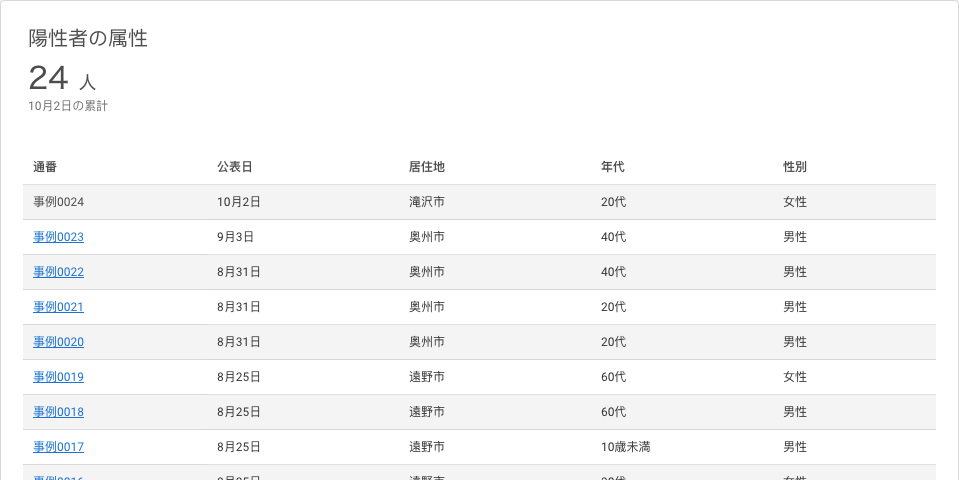 陽性者の属性
24 人
10月2日の累計
通番 公表日 居住地 年代 性別
事例0024 10月2日 滝沢市 20代 女性
事例0023 9月3日 奥州市 40代 男性
事例0022 8月31日 奥州市 40代 男性
事例0021 8月31日 奥州市 20代 男性
事例0020 8月31日 奥州市 20代 男性
事例0019 8月25日 遠野市 60代 女性
事例0018 8月25日 遠野市 60代 男性
事例0017 8月25日 遠野市 10歳未満 男性